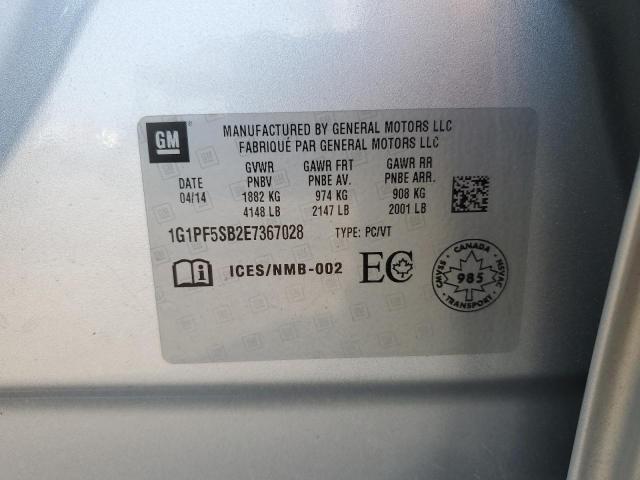 GM
MANUFACTURED BY GENERAL MOTORS LLC
FABRIQUÉ PAR GENERAL MOTORS LLC
GVWR GAWR FRT GAWR RR
DATE PNBV PNBE AV. PNBE ARR.
04/14 1882 KG 974 KG 908 KG
4148 LB 2147 LB 2001 LB
1G1PF5SB2E7367028 TYPE: PC/VT
ICES/NMB-002 EC
CANADA
CMVSS NSVAC
985
TRANSPORT